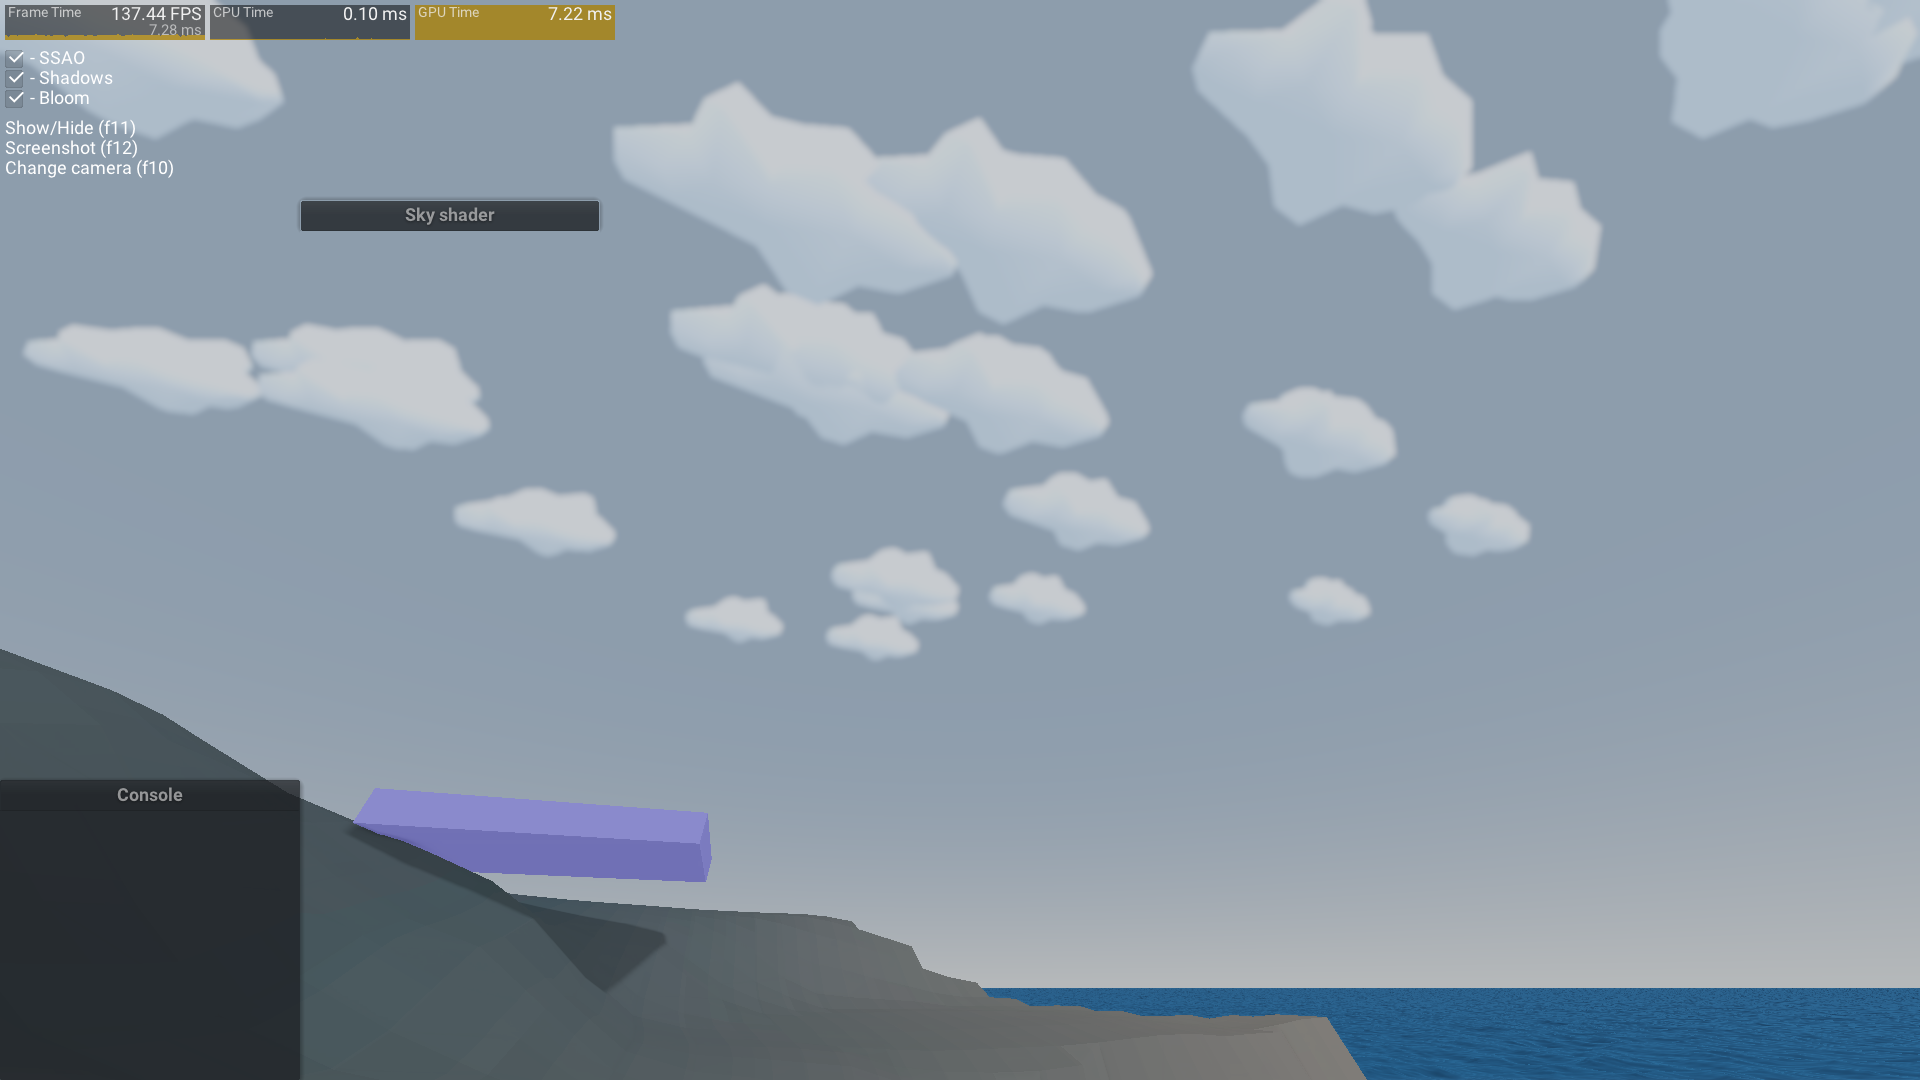 Frame Time 137.44 FPS CPU Time 0.10 ms GPU Time 7.22 ms
7.28 ms
- SSAO
- Shadows
- Bloom
Show/Hide (f11)
Screenshot (f12)
Change camera (f10)
Sky shader
Console